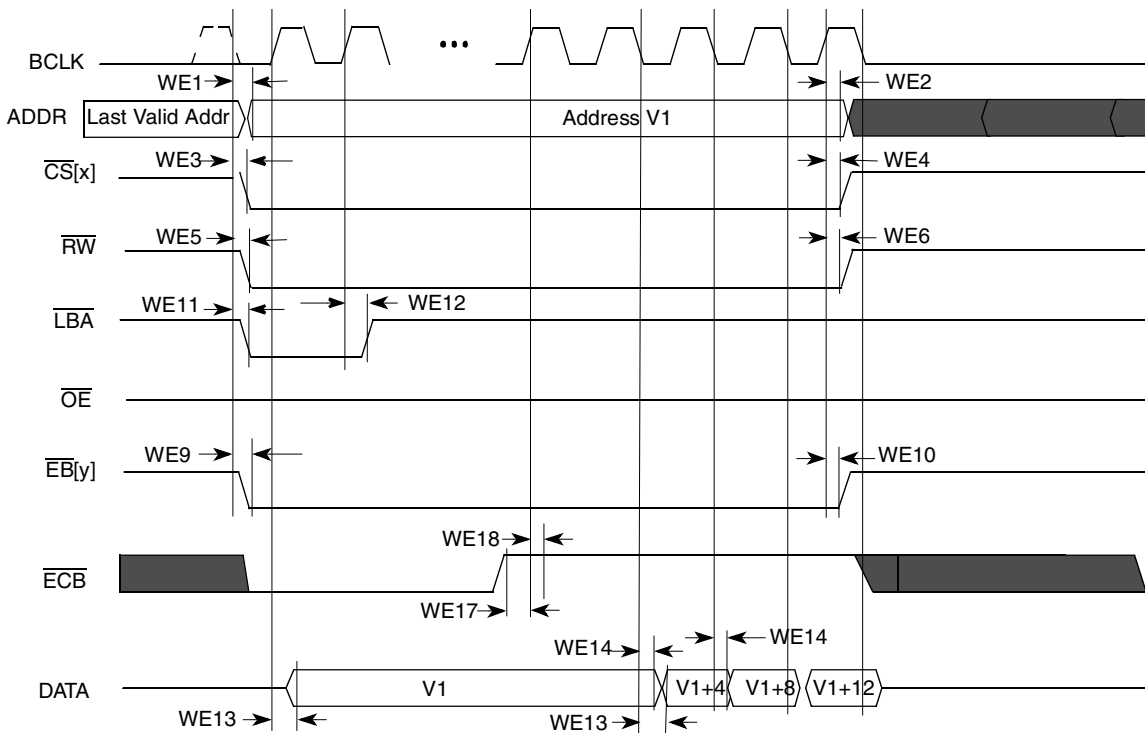 BCLK
•••
WE1
WE2
ADDR
Last Valid Addr
Address V1
CS[x]
WE3
WE4
RW
WE5
WE6
LBA
WE11
WE12
OE
EB[y]
WE9
WE10
ECB
WE18
WE17
WE14
WE14
DATA
V1
V1+4
V1+8
V1+12
WE13
WE13